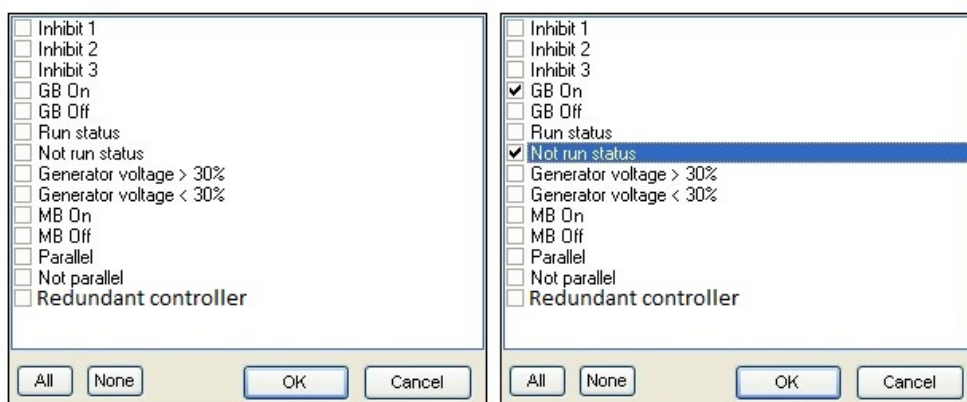 Inhibit 1
Inhibit 2
Inhibit 3
GB On
GB Off
Run status
Not run status
Generator voltage > 30%
Generator voltage < 30%
MB On
MB Off
Parallel
Not parallel
Redundant controller
All None OK Cancel
Inhibit 1
Inhibit 2
Inhibit 3
GB On
GB Off
Run status
Not run status
Generator voltage > 30%
Generator voltage < 30%
MB On
MB Off
Parallel
Not parallel
Redundant controller
All None OK Cancel